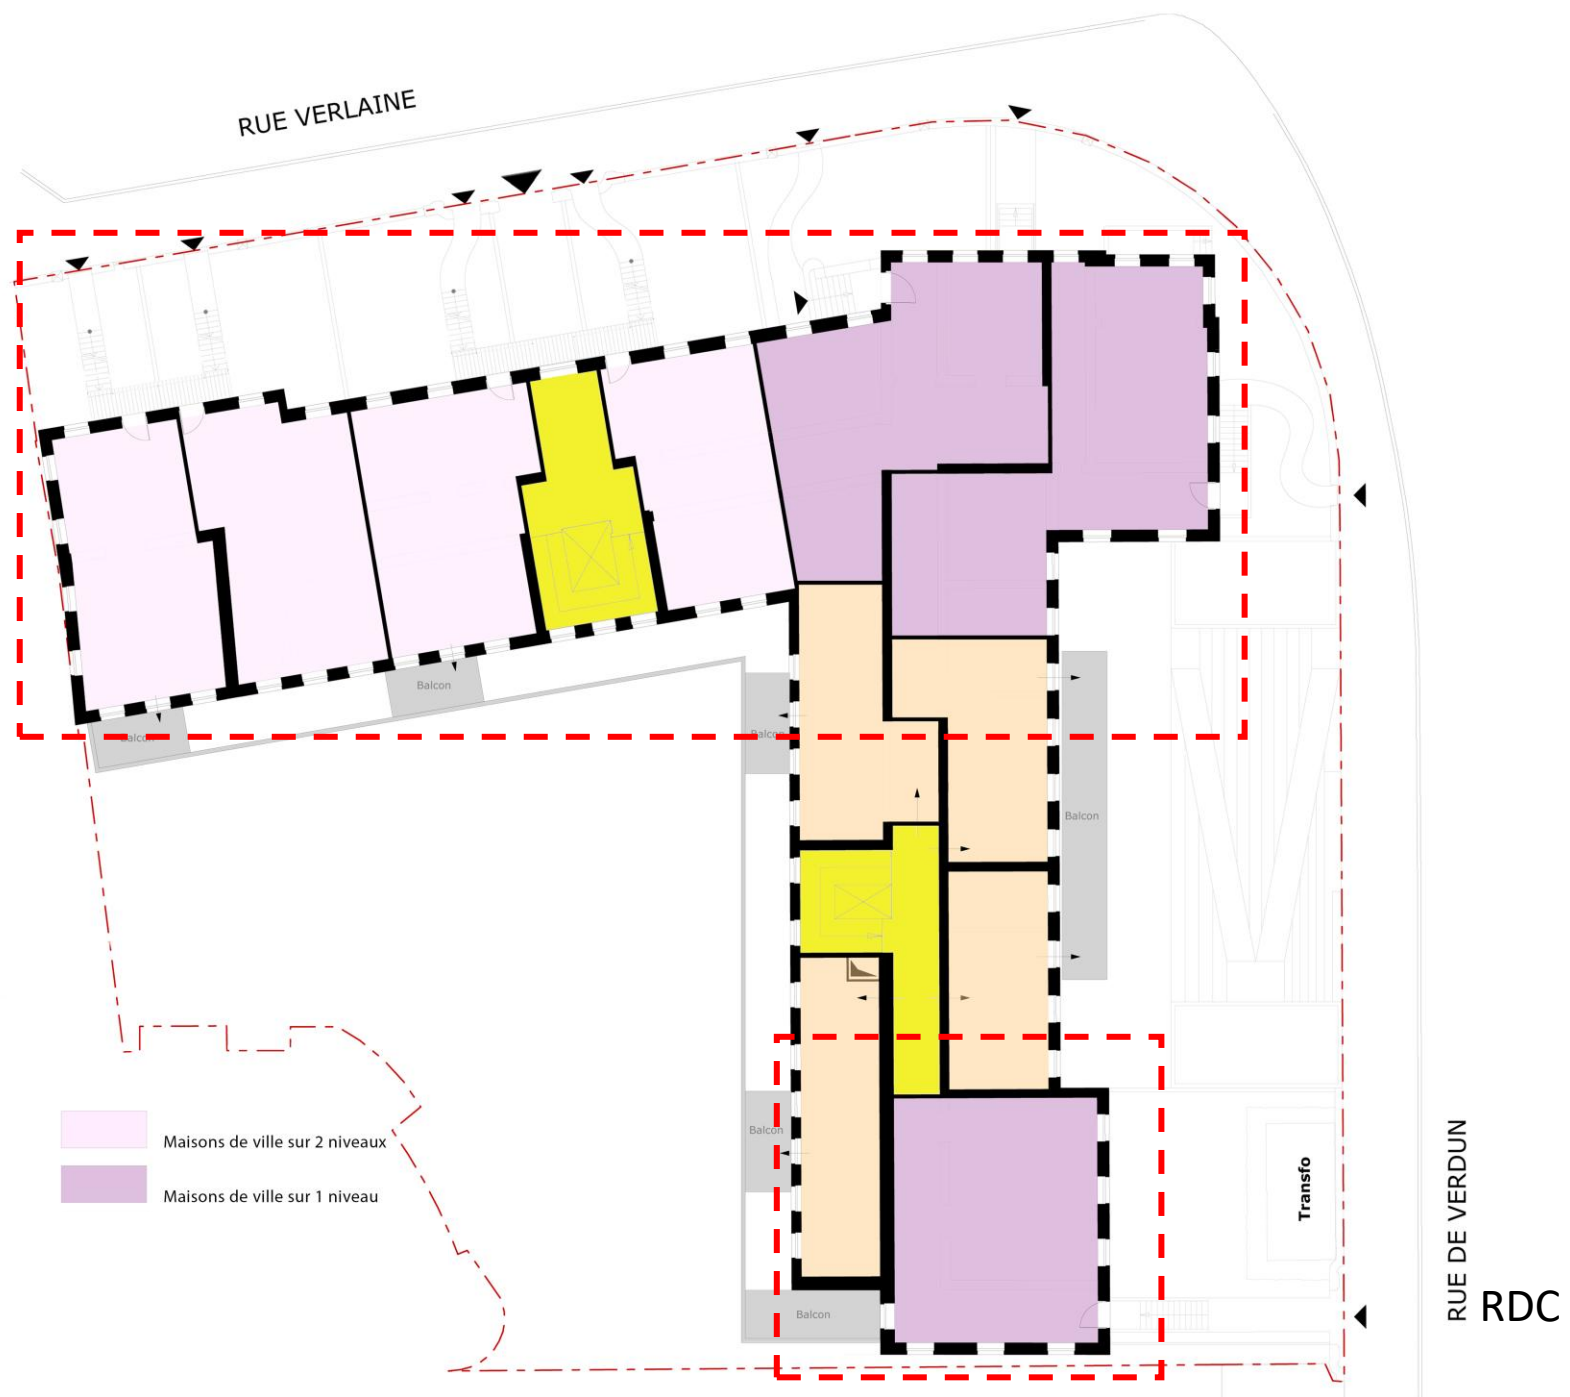 RUE VERLAINE
Balcon
Balcon
Balcon
Balcon
Balcon
Balcon
Maisons de ville sur 2 niveaux
Maisons de ville sur 1 niveau
Transfo
RUE DE VERDUN
RDC